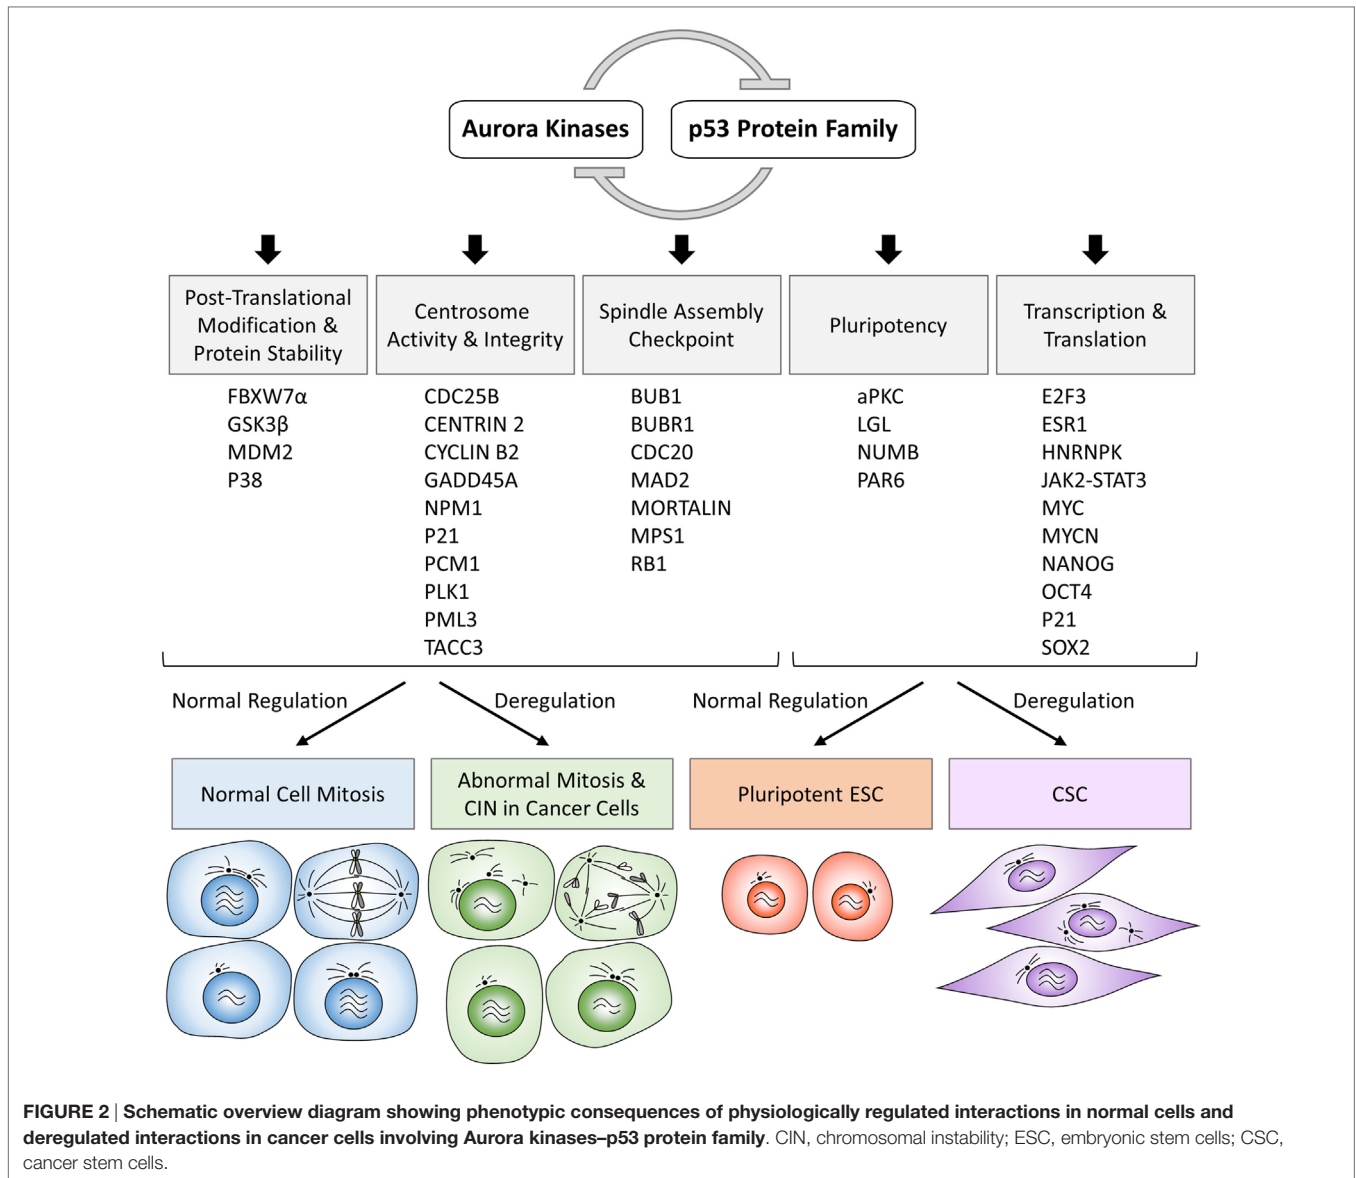 Aurora Kinases
p53 Protein Family
Post-Translational
Modification &
Protein Stability
Centrosome
Activity & Integrity
Spindle Assembly
Checkpoint
Pluripotency
Transcription &
Translation
FBXW7α
GSK3β
MDM2
P38
CDC25B
CENTRIN 2
CYCLIN B2
GADD45A
NPM1
P21
PCM1
PLK1
PML3
TACC3
BUB1
BUBR1
CDC20
MAD2
MORTALIN
MPS1
RB1
aPKC
LGL
NUMB
PAR6
E2F3
ESR1
HNRNPK
JAK2-STAT3
MYC
MYCN
NANOG
OCT4
P21
SOX2
Normal Regulation
Deregulation
Normal Regulation
Deregulation
Normal Cell Mitosis
Abnormal Mitosis &
CIN in Cancer Cells
Pluripotent ESC
CSC
FIGURE 2 | Schematic overview diagram showing phenotypic consequences of physiologically regulated interactions in normal cells and
deregulated interactions in cancer cells involving Aurora kinases–p53 protein family. CIN, chromosomal instability; ESC, embryonic stem cells; CSC,
cancer stem cells.